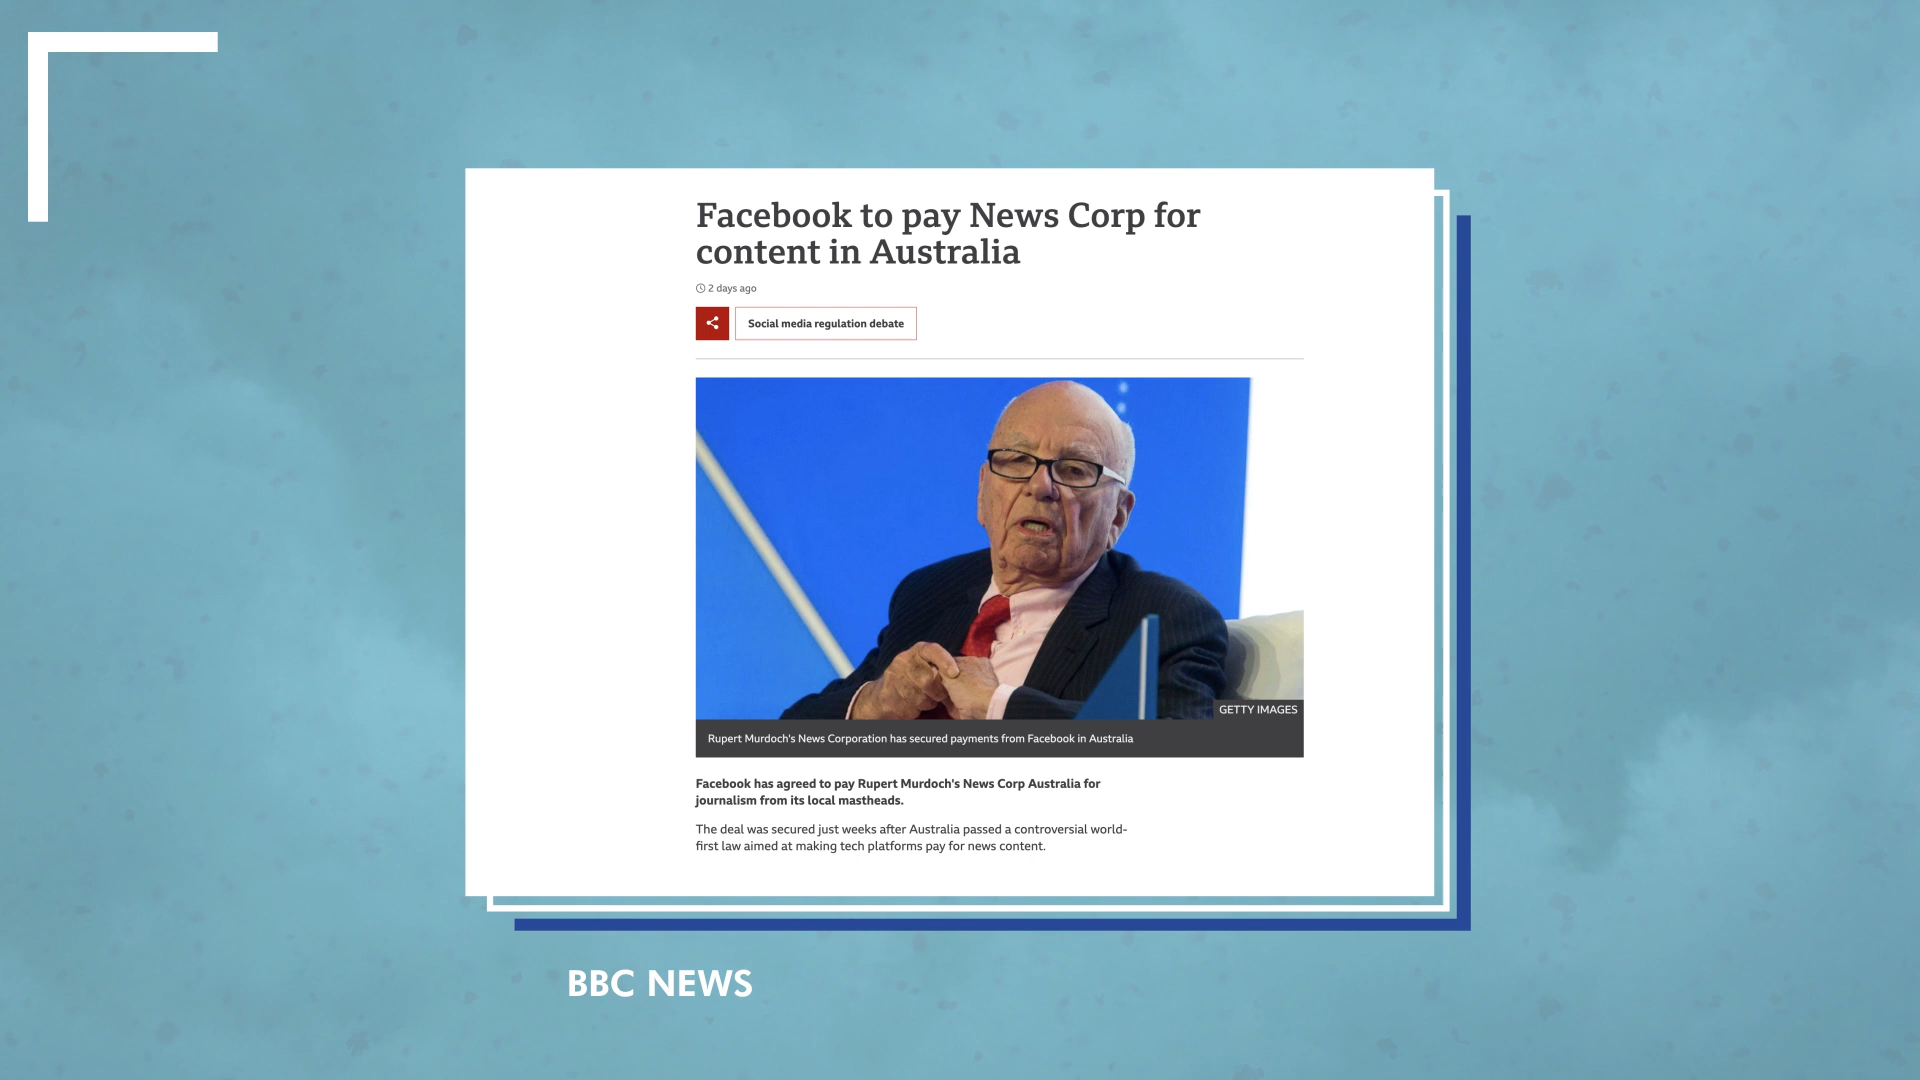 Facebook to pay News Corp for
content in Australia
2 days ago
Social media regulation debate
GETTY IMAGES
Rupert Murdoch's News Corporation has secured payments from Facebook in Australia
Facebook has agreed to pay Rupert Murdoch's News Corp Australia for
journalism from its local mastheads.
The deal was secured just weeks after Australia passed a controversial world-
first law aimed at making tech platforms pay for news content.
BBC NEWS